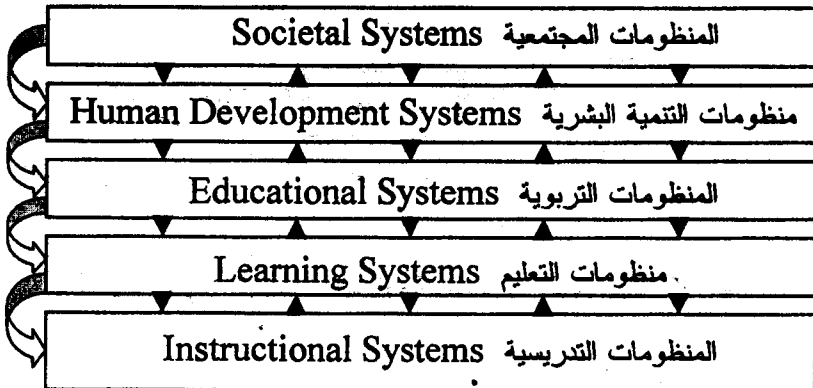 المنظومات المجتمعية Societal Systems
منظومات التنمية البشرية Human Development Systems
المنظومات التربوية Educational Systems
منظومات التعليم Learning Systems
المنظومات التدريسية Instructional Systems